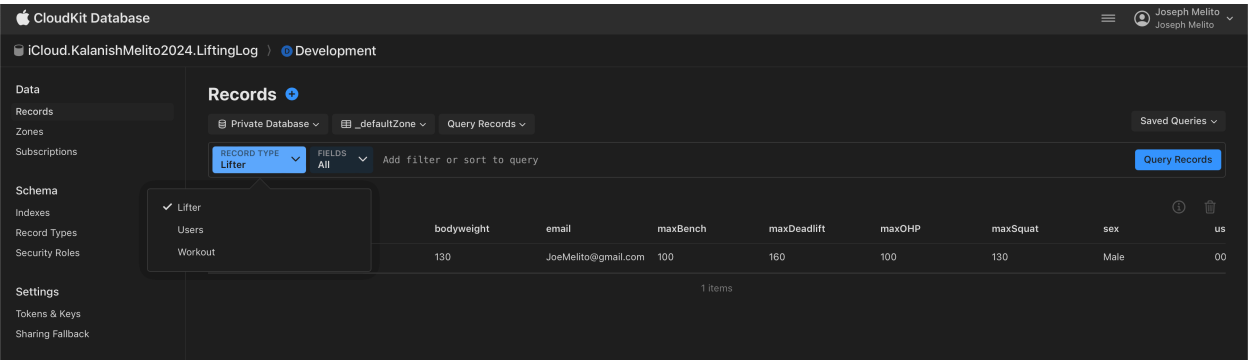 CloudKit Database
Joseph Melito
Joseph Melito
iCloud.KalanishMelito2024.LiftingLog
D Development
Data
Records
Zones
Subscriptions
Schema
Indexes
Record Types
Security Roles
Settings
Tokens & Keys
Sharing Fallback
Records
Private Database
_defaultZone
Query Records
Saved Queries
RECORD TYPE
Lifter
FIELDS
All
Add filter or sort to query
Query Records
Lifter
Users
Workout
bodyweight email maxBench maxDeadlift maxOHP maxSquat sex us
130 JoeMelito@gmail.com 100 160 100 130 Male 00
1 items